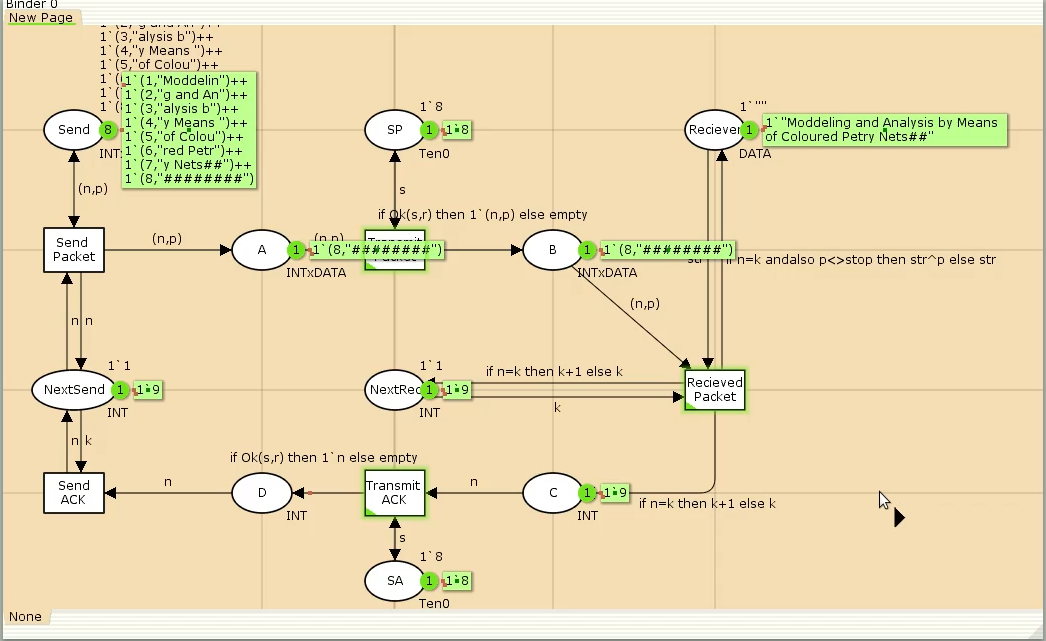 Binder 0
New Page
1`(3,"alysis b")++
1`(4,"y Means ")++
1`(5,"of Colou")++
1`(1,"Moddelin")++
1`(2,"g and An")++
1`(3,"alysis b")++
1`(4,"y Means ")++
1`(5,"of Colou")++
1`(6,"red Petr")++
1`(7,"y Nets##")++
1`(8,"########")
Send
8
1`8
SP
1
1`8
Ten0
1`""
Reciever
1
1`"Moddeling and Analysis by Means
of Coloured Petry Nets##"
DATA
(n,p)
s
if Ok(s,r) then 1`(n,p) else empty
Send
Packet
(n,p)
A
1
(n,p)
1`(8,"########")
INTxDATA
B
1
1`(8,"########")
INTxDATA
str
if n=k andalso p<>stop then str^p else str
(n,p)
n
n
1`1
NextSend
1
1`9
INT
1`1
NextRec
1
1`9
INT
if n=k then k+1 else k
k
Recieved
Packet
n
k
if Ok(s,r) then 1`n else empty
Send
ACK
n
D
INT
Transmit
ACK
n
C
1
1`9
INT
if n=k then k+1 else k
s
1`8
SA
1
1`8
Ten0
None